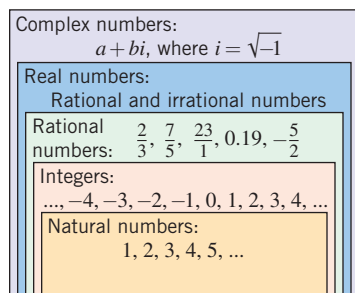 Complex numbers:
a + bi, where i = √−1
Real numbers:
Rational and irrational numbers
Rational numbers: 2/3, 7/5, 23/1, 0.19, −5/2
Integers:
..., −4, −3, −2, −1, 0, 1, 2, 3, 4, ...
Natural numbers:
1, 2, 3, 4, 5, ...